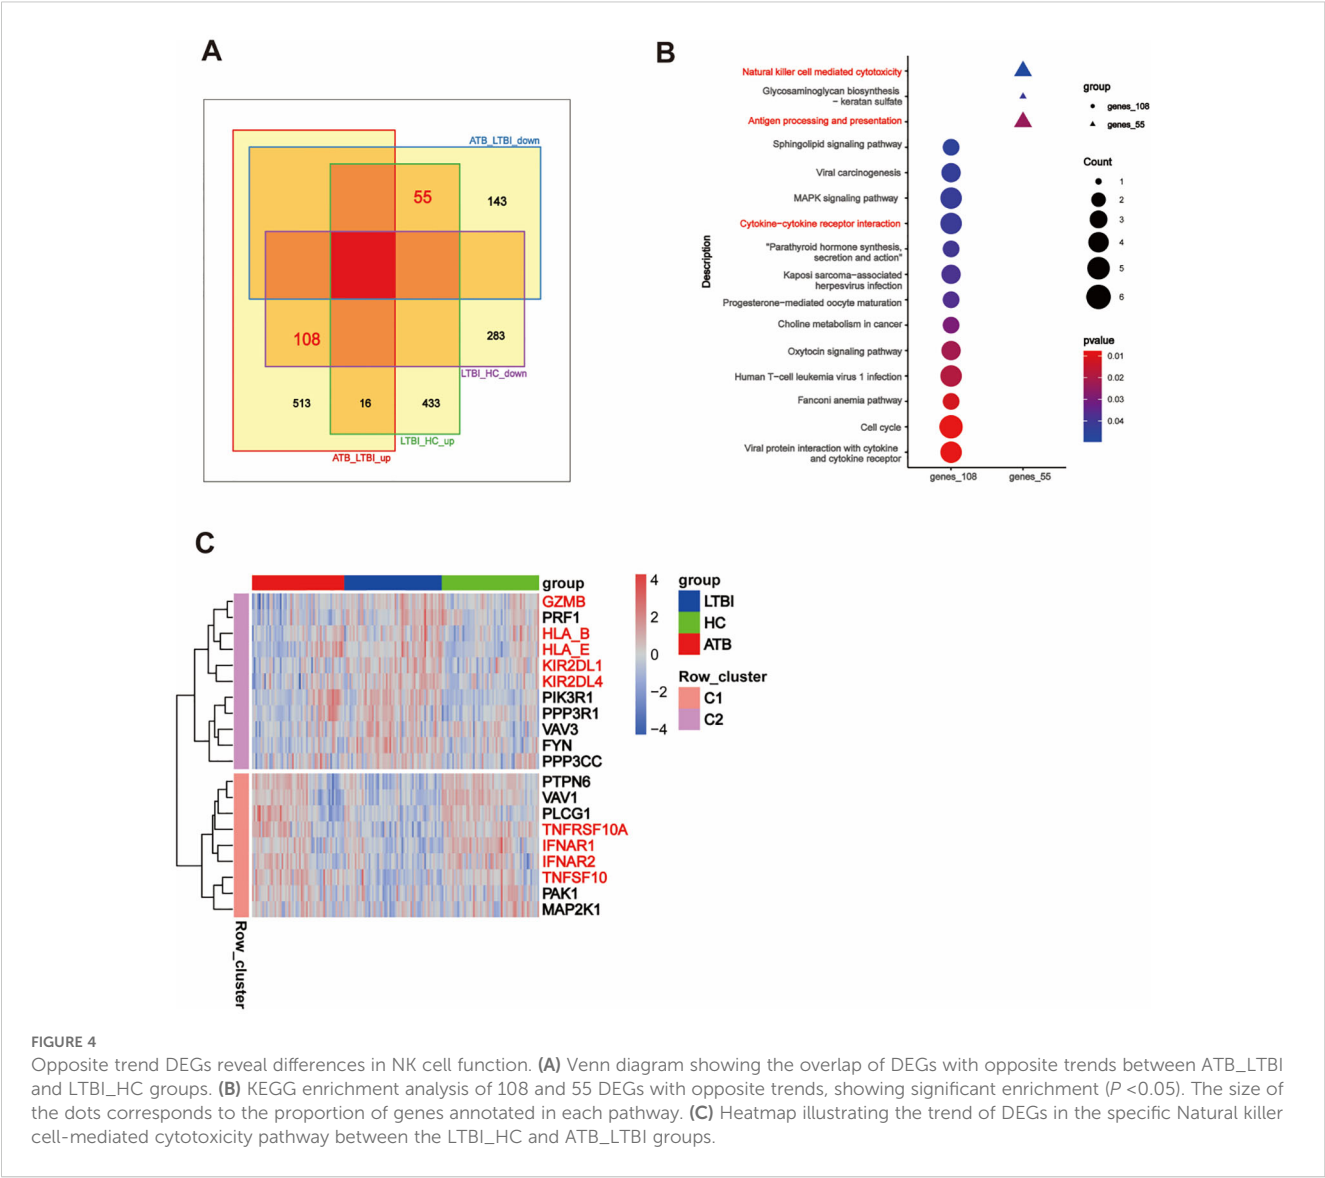 A
ATB_LTBI_down
55
143
108
283
LTBI_HC_down
513
16
433
LTBI_HC_up
ATB_LTBI_up
B
Description
Natural killer cell mediated cytotoxicity
Glycosaminoglycan biosynthesis
− keratan sulfate
Antigen processing and presentation
Sphingolipid signaling pathway
Viral carcinogenesis
MAPK signaling pathway
Cytokine−cytokine receptor interaction
"Parathyroid hormone synthesis,
secretion and action"
Kaposi sarcoma−associated
herpesvirus infection
Progesterone−mediated oocyte maturation
Choline metabolism in cancer
Oxytocin signaling pathway
Human T−cell leukemia virus 1 infection
Fanconi anemia pathway
Cell cycle
Viral protein interaction with cytokine
and cytokine receptor
genes_108
genes_55
group
genes_108
genes_55
Count
1
2
3
4
5
6
pvalue
0.01
0.02
0.03
0.04
C
group
GZMB
PRF1
HLA_B
HLA_E
KIR2DL1
KIR2DL4
PIK3R1
PPP3R1
VAV3
FYN
PPP3CC
PTPN6
VAV1
PLCG1
TNFRSF10A
IFNAR1
IFNAR2
TNFSF10
PAK1
MAP2K1
Row_cluster
4
2
0
−2
−4
group
LTBI
HC
ATB
Row_cluster
C1
C2
FIGURE 4
Opposite trend DEGs reveal differences in NK cell function. (A) Venn diagram showing the overlap of DEGs with opposite trends between ATB_LTBI
and LTBI_HC groups. (B) KEGG enrichment analysis of 108 and 55 DEGs with opposite trends, showing significant enrichment (P <0.05). The size of
the dots corresponds to the proportion of genes annotated in each pathway. (C) Heatmap illustrating the trend of DEGs in the specific Natural killer
cell-mediated cytotoxicity pathway between the LTBI_HC and ATB_LTBI groups.